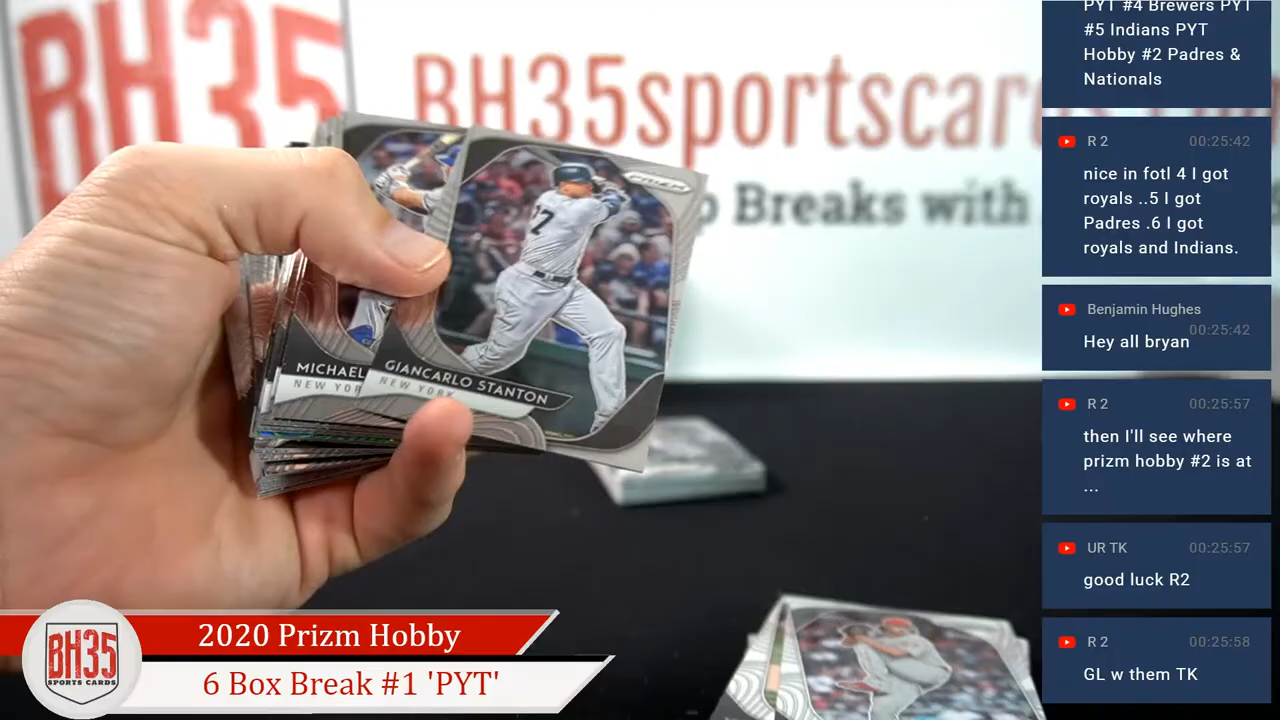 BH35
BH35sportscar
p Breaks with
PRIZM
17
MICHAEL
NEW YOR
GIANCARLO STANTON
NEW YORK
2020 Prizm Hobby
6 Box Break #1 'PYT'
BH35
SPORTS CARDS
PYT #4 Brewers PYT
#5 Indians PYT
Hobby #2 Padres &
Nationals
R 2 00:25:42
nice in fotl 4 I got
royals ..5 I got
Padres .6 I got
royals and Indians.
Benjamin Hughes
00:25:42
Hey all bryan
R 2 00:25:57
then I'll see where
prizm hobby #2 is at
...
UR TK 00:25:57
good luck R2
R 2 00:25:58
GL w them TK